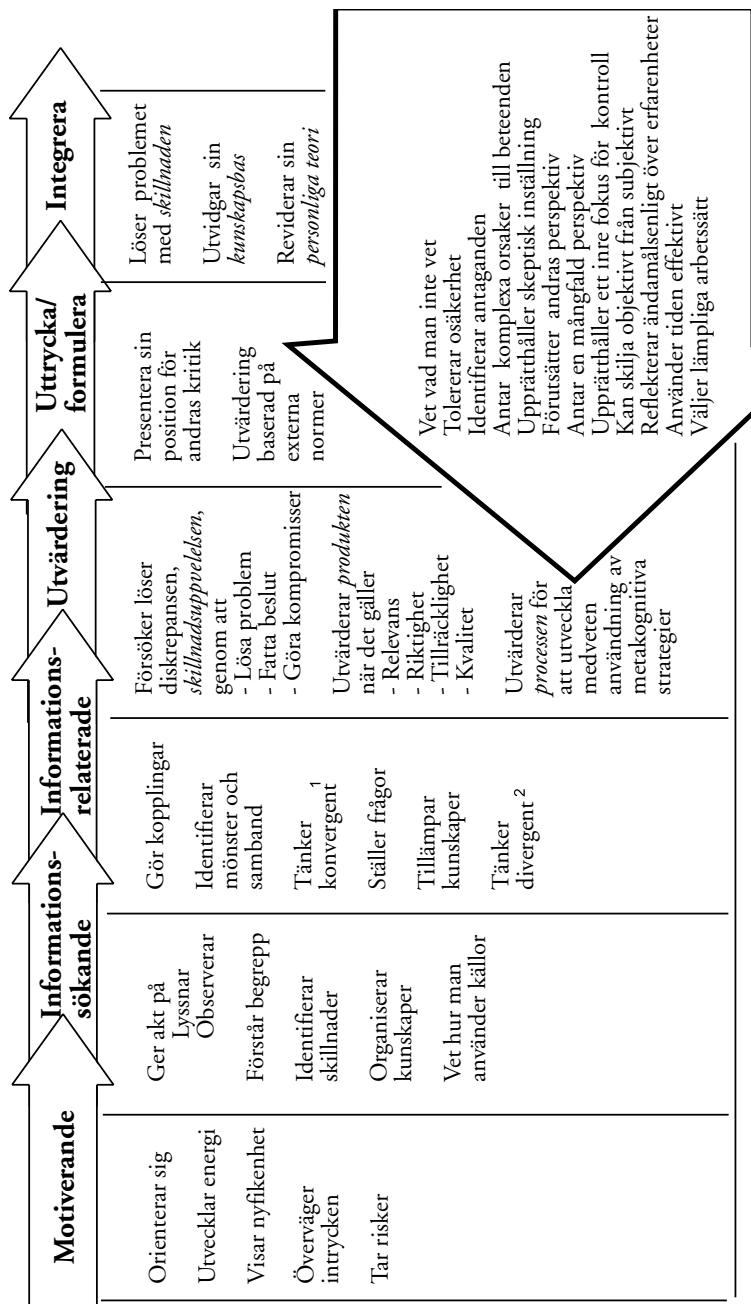 Motiverande
Orienterar sig
Utvecklar energi
Visar nyfikenhet
Överväger
intrycken
Tar risker
Informations-
sökande
Ger akt på
Lyssnar
Observerar
Förstår begrepp
Identifierar
skillnader
Organiserar
kunskaper
Vet hur man
använder källor
Informations-
relaterade
Gör kopplingar
Identifierar
mönster och
samband
Tänker
konvergent 1
Ställer frågor
Tillämpar
kunskaper
Tänker
divergent 2
Utvärdering
Försöker löser
diskrepansen,
skillnadsuppvelelsen,
genom att
- Lösa problem
- Fatta beslut
- Göra kompromisser
Utvärderar produkten
när det gäller
- Relevans
- Riktighet
- Tillräcklighet
- Kvalitet
Utvärderar
processen för
att utveckla
medveten
användning av
metakognitiva
strategier
Uttrycka/
formulera
Presentera sin
position för
andras kritik
Utvärdering
baserad på
externa
normer
Integrera
Löser problemet
med skillnaden
Utvidgar sin
kunskapsbas
Reviderar sin
personliga teori
Vet vad man inte vet
Tolererar osäkerhet
Identifierar antaganden
Antar komplexa orsaker till beteenden
Upprätthåller skeptisk inställning
Förutsätter andras perspektiv
Antar en mångfald perspektiv
Upprätthåller ett inre fokus för kontroll
Kan skilja objektivt från subjektivt
Reflekterar ändamålsenligt över erfarenheter
Använder tiden effektivt
Väljer lämpliga arbetssätt